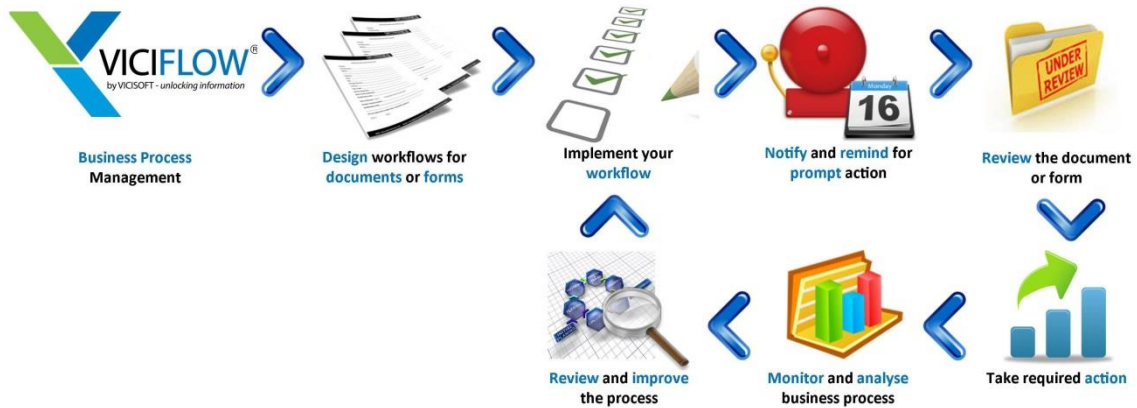 VICIFLOW®
by VICISOFT - unlocking information
Business Process
Management
Design workflows for
documents or forms
Implement your
workflow
Monday
16
Notify and remind for
prompt action
UNDER
REVIEW
Review the document
or form
Take required action
Monitor and analyse
business process
Review and improve
the process